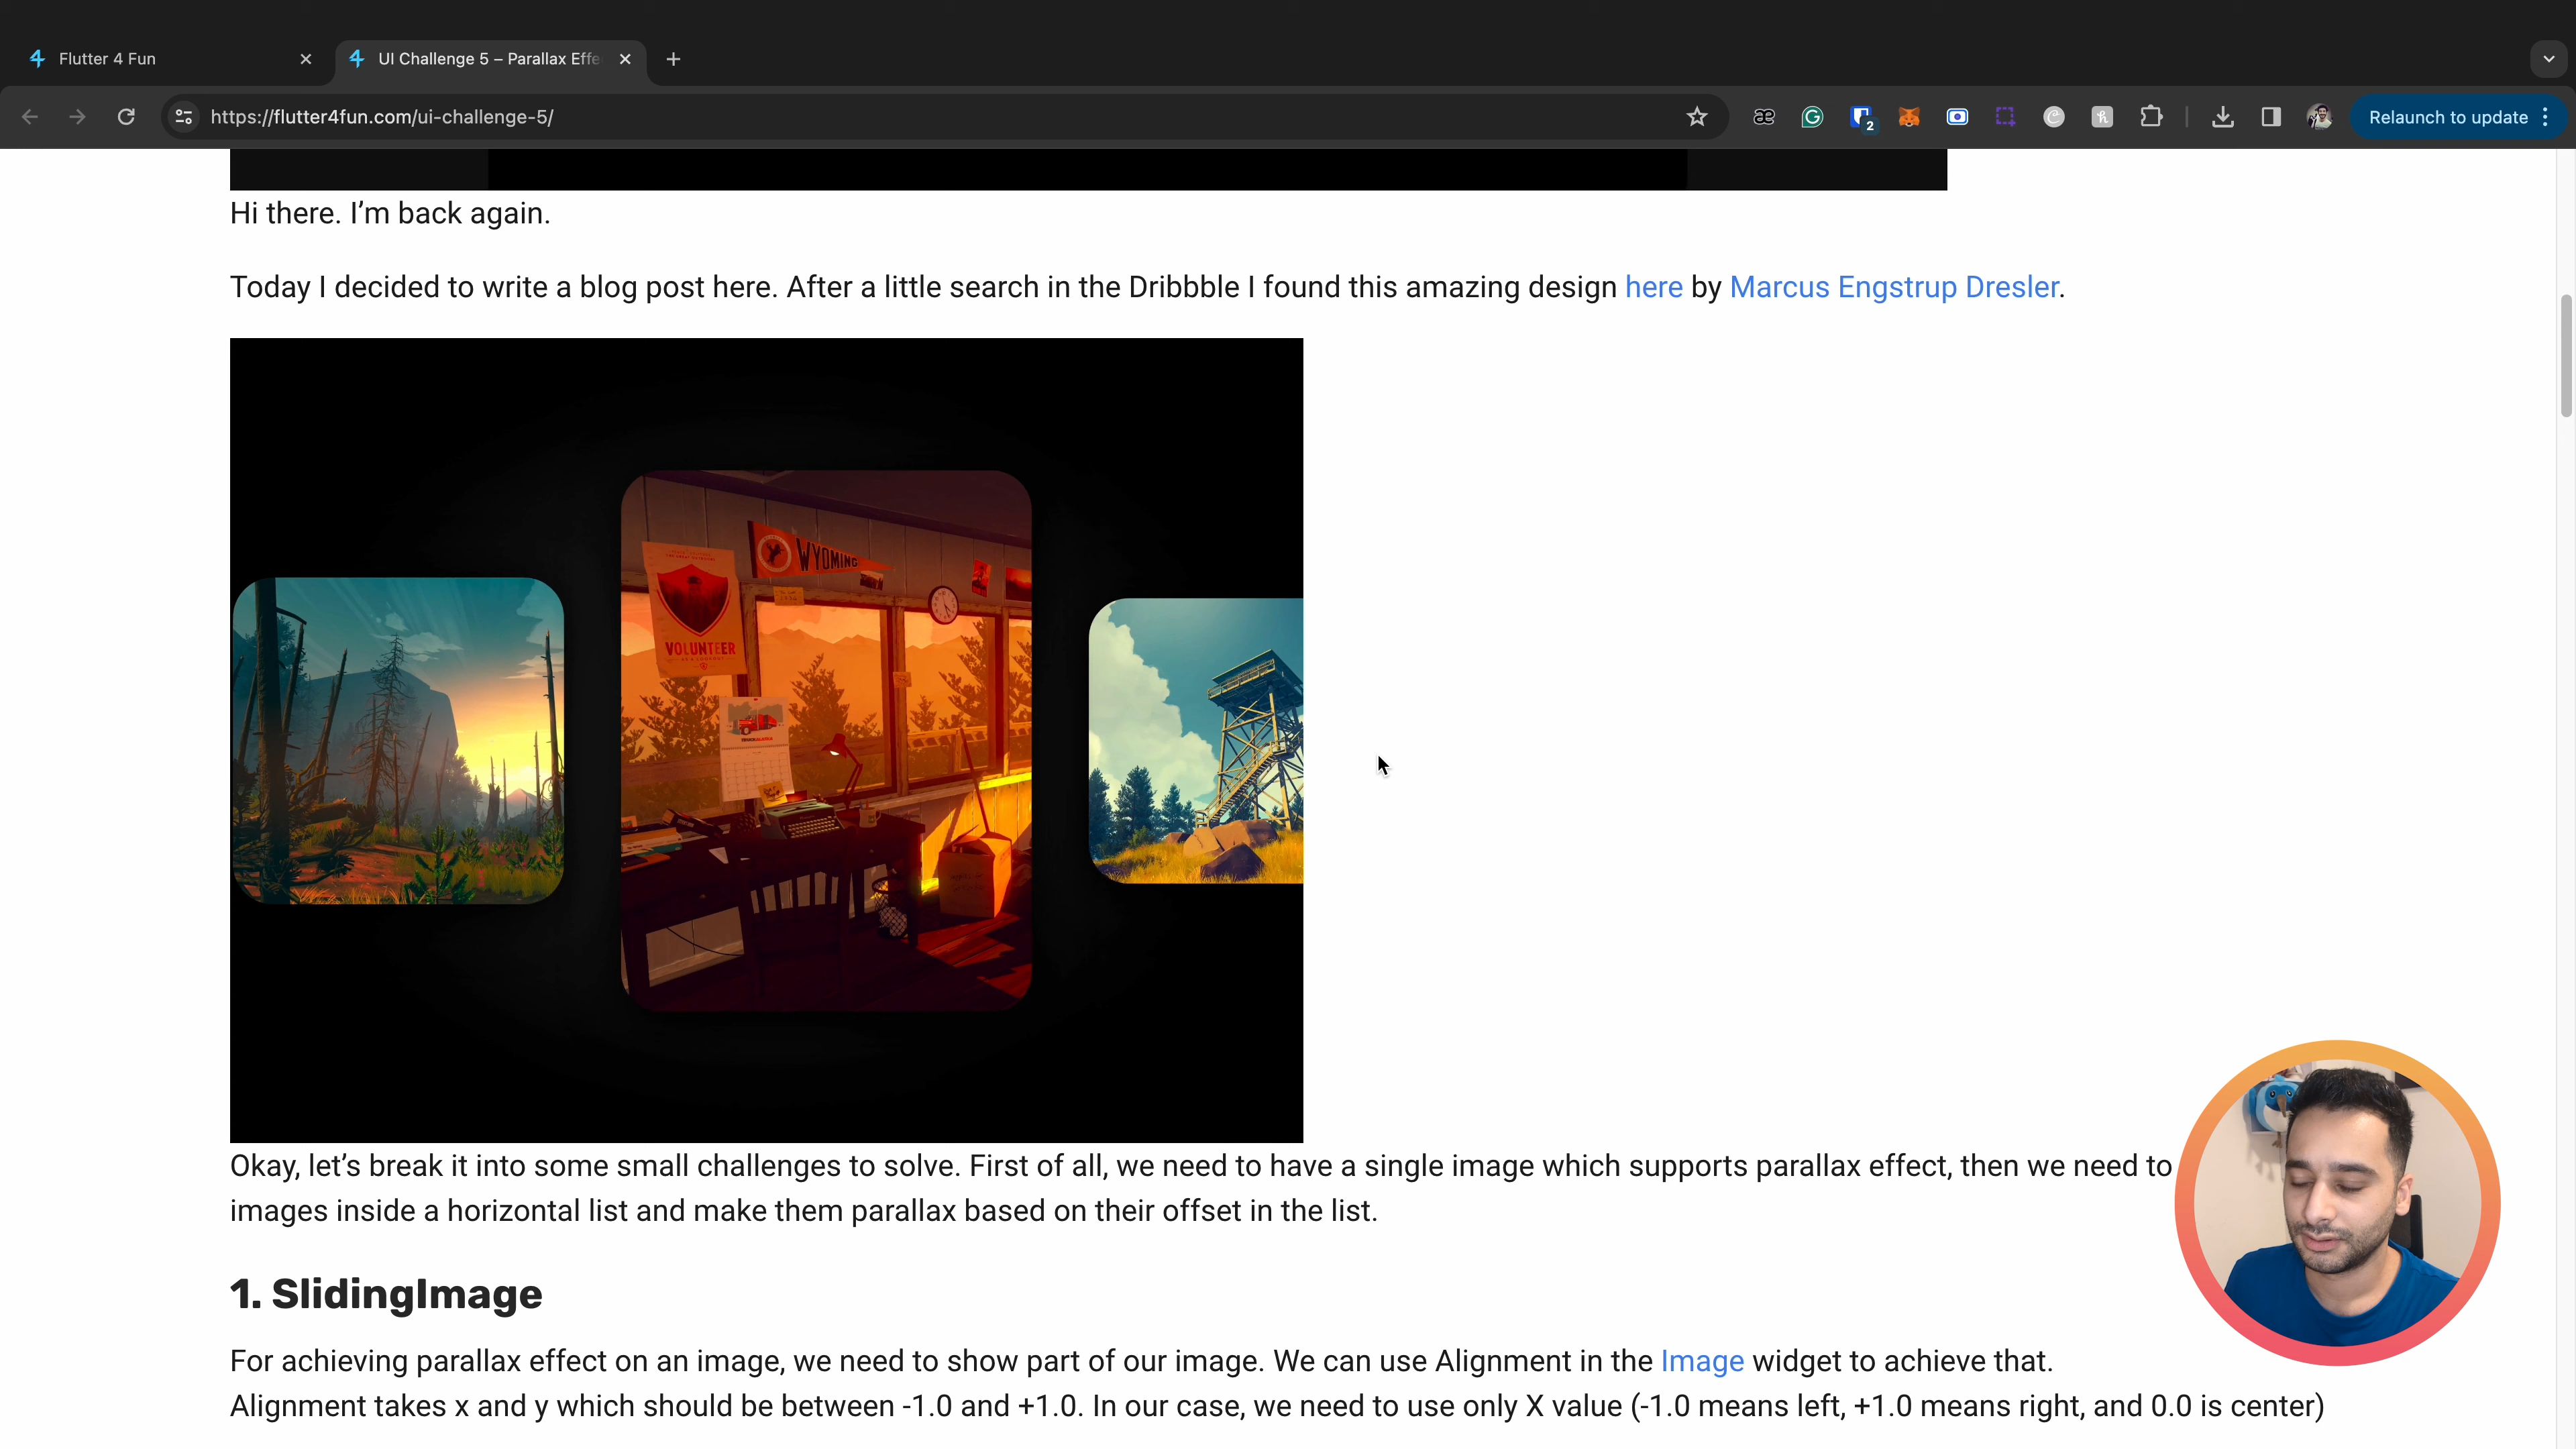 Flutter 4 Fun
UI Challenge 5 – Parallax Effe
https://flutter4fun.com/ui-challenge-5/
2
Relaunch to update
Hi there. I’m back again.
Today I decided to write a blog post here. After a little search in the Dribbble I found this amazing design here by Marcus Engstrup Dresler.
WYOMING
VOLUNTEER
Okay, let’s break it into some small challenges to solve. First of all, we need to have a single image which supports parallax effect, then we need to
images inside a horizontal list and make them parallax based on their offset in the list.
1. SlidingImage
For achieving parallax effect on an image, we need to show part of our image. We can use Alignment in the Image widget to achieve that.
Alignment takes x and y which should be between -1.0 and +1.0. In our case, we need to use only X value (-1.0 means left, +1.0 means right, and 0.0 is center)